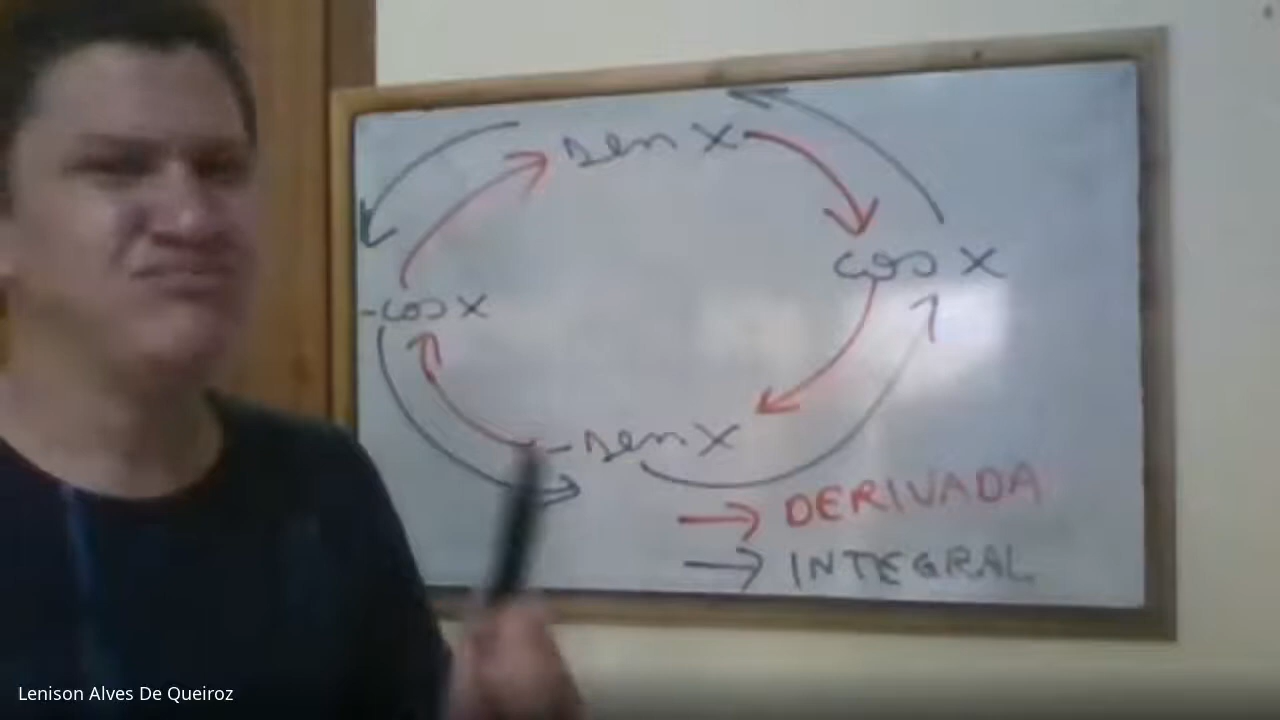 sen x
cos x
-cos x
-sen x
→ DERIVADA
→ INTEGRAL
Lenison Alves De Queiroz